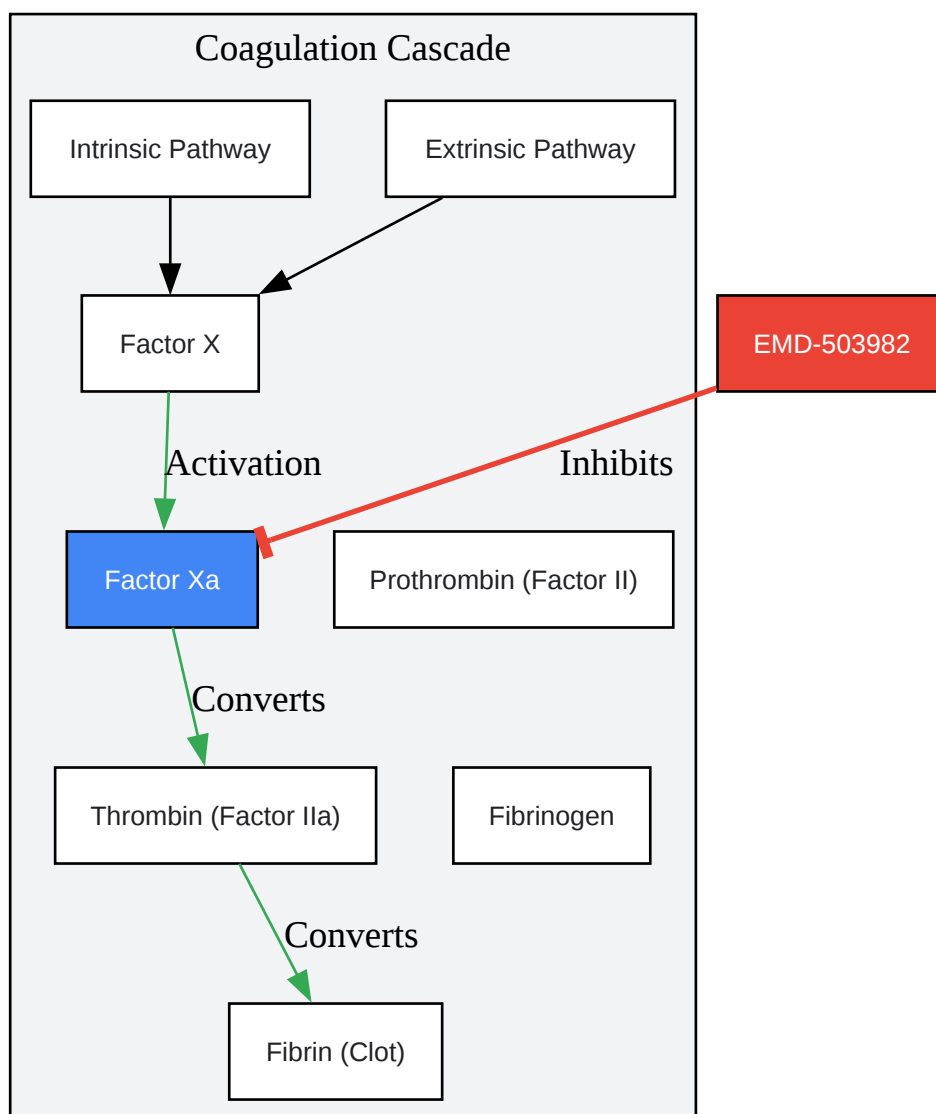 Coagulation Cascade
Intrinsic Pathway
Extrinsic Pathway
Factor X
EMD-503982
Activation
Inhibits
Factor Xa
Prothrombin (Factor II)
Converts
Thrombin (Factor IIa)
Fibrinogen
Converts
Fibrin (Clot)